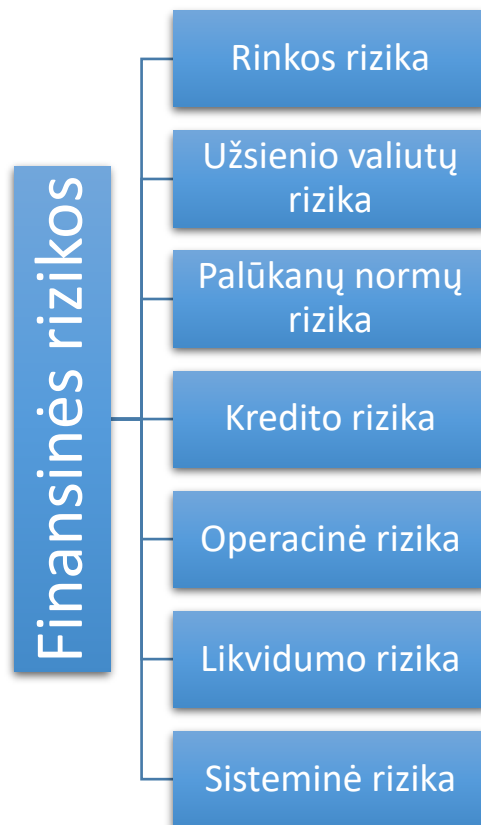 Finansinės rizikos
Rinkos rizika
Užsienio valiutų
rizika
Palūkanų normų
rizika
Kredito rizika
Operacinė rizika
Likvidumo rizika
Sisteminė rizika